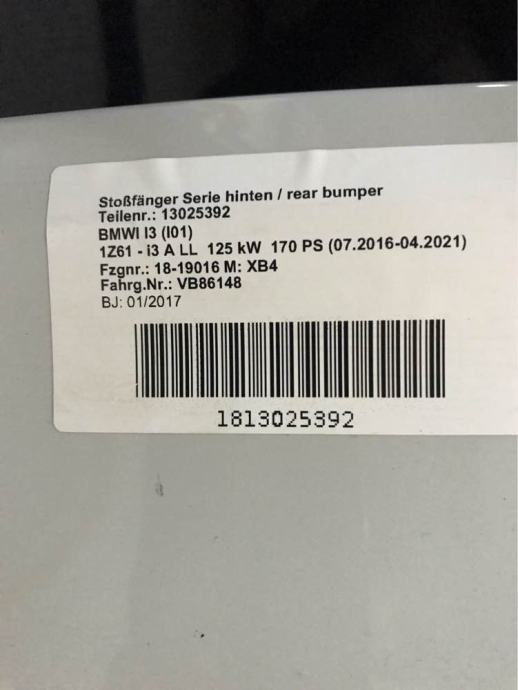 Stoßfänger Serie hinten / rear bumper
Teilenr.: 13025392
BMWI I3 (I01)
1Z61 - i3 A LL 125 kW 170 PS (07.2016-04.2021)
Fzgnr.: 18-19016 M: XB4
Fahrg.Nr.: VB86148
BJ: 01/2017
1813025392